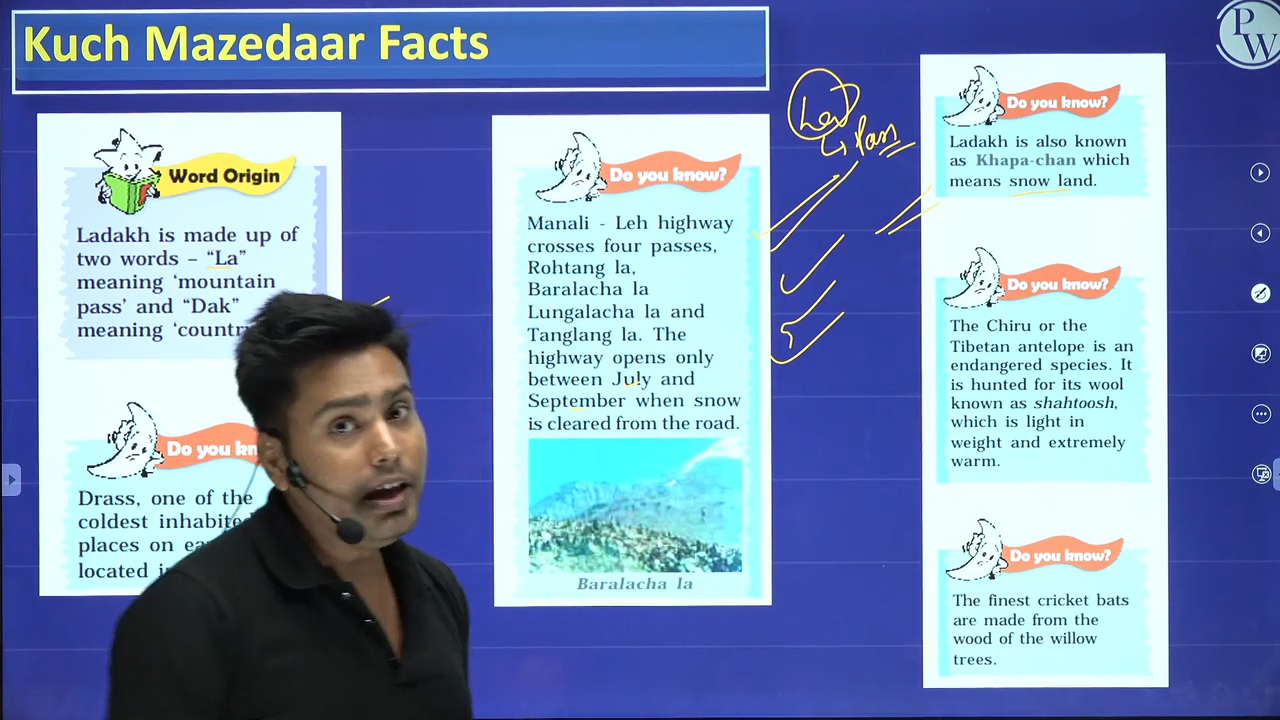 Kuch Mazedaar Facts
PW
Word Origin
Ladakh is made up of
two words – “La”
meaning ‘mountain
pass’ and “Dak”
meaning
Do you
Drass, one of the
coldest
places on
located
Do you know?
Manali - Leh highway
crosses four passes,
Rohtang la,
Baralacha la
Lungalacha la and
Tanglang la. The
highway opens only
between July and
September when snow
is cleared from the road.
Baralacha la
Pass
Do you know?
Ladakh is also known
as Khapa-chan which
means snow land.
Do you know?
The Chiru or the
Tibetan antelope is an
endangered species. It
is hunted for its wool
known as shahtoosh,
which is light in
weight and extremely
warm.
Do you know?
The finest cricket bats
are made from the
wood of the willow
trees.